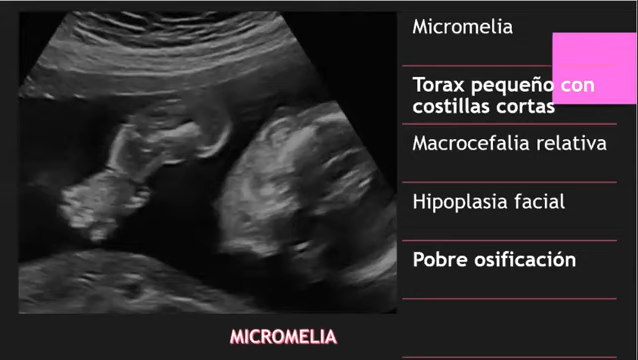 Micromelia
Torax pequeño con
costillas cortas
Macrocefalia relativa
Hipoplasia facial
Pobre osificación
MICROMELIA